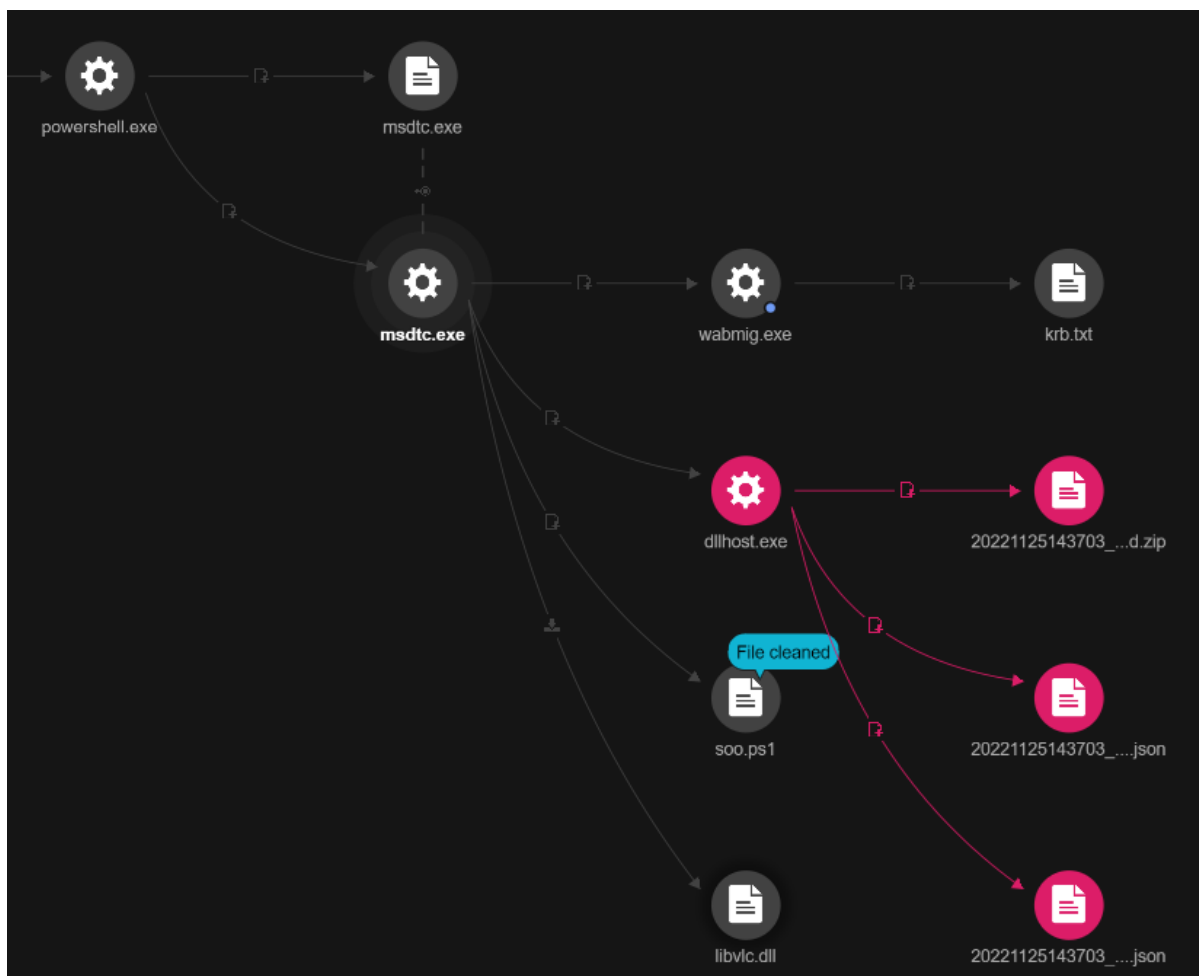 powershell.exe
msdtc.exe
msdtc.exe
wabmig.exe
krb.txt
dllhost.exe
20221125143703_...d.zip
File cleaned
soo.ps1
20221125143703_....json
libvlc.dll
20221125143703_....json